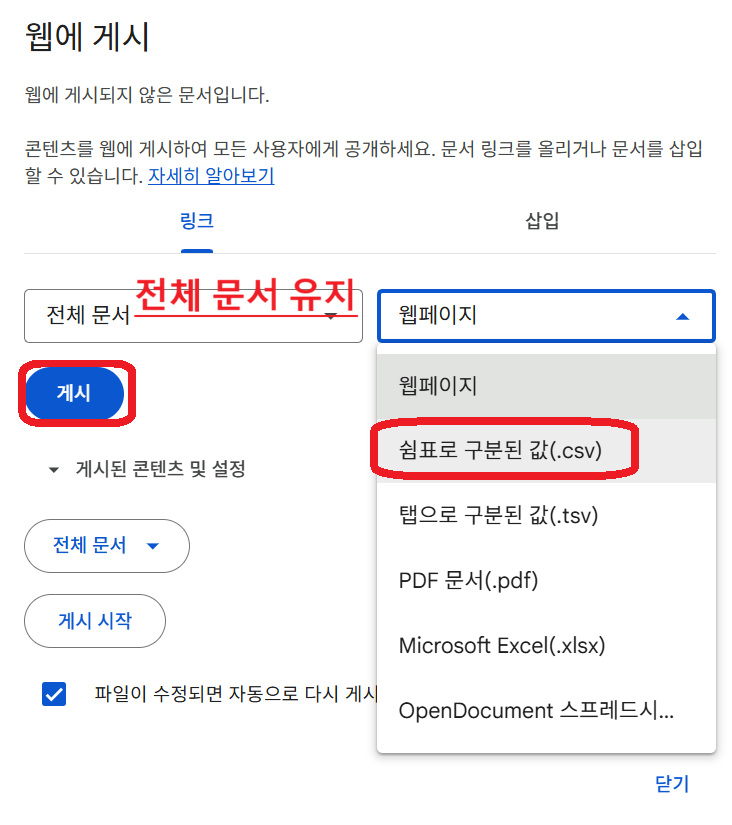 웹에 게시
웹에 게시되지 않은 문서입니다.
콘텐츠를 웹에 게시하여 모든 사용자에게 공개하세요. 문서 링크를 올리거나 문서를 삽입
할 수 있습니다. 자세히 알아보기
링크
삽입
전체 문서
전체 문서 유지
웹페이지
게시
웹페이지
쉼표로 구분된 값(.csv)
게시된 콘텐츠 및 설정
탭으로 구분된 값(.tsv)
전체 문서
PDF 문서(.pdf)
게시 시작
Microsoft Excel(.xlsx)
파일이 수정되면 자동으로 다시 게시
OpenDocument 스프레드시...
닫기